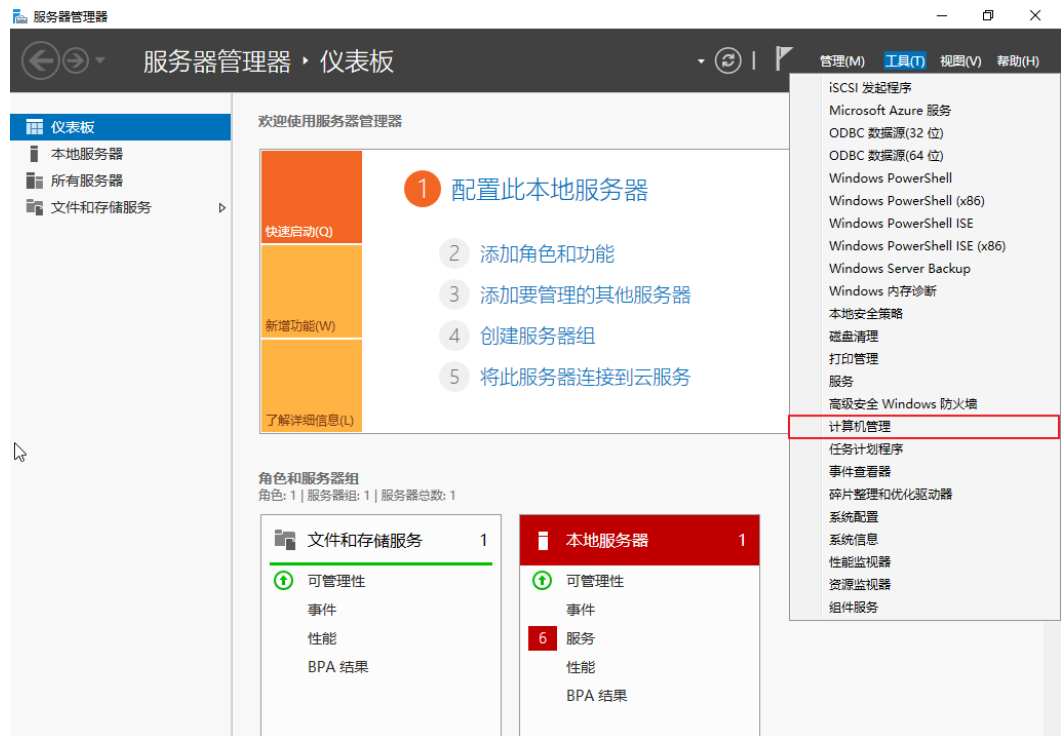 服务器管理器
服务器管理器 ‣ 仪表板
管理(M) 工具(T) 视图(V) 帮助(H)
仪表板
本地服务器
所有服务器
文件和存储服务
欢迎使用服务器管理器
快速启动(Q)
新增功能(W)
了解详细信息(L)
1 配置此本地服务器
2 添加角色和功能
3 添加要管理的其他服务器
4 创建服务器组
5 将此服务器连接到云服务
角色和服务器组
角色: 1 | 服务器组: 1 | 服务器总数: 1
文件和存储服务 1
可管理性
事件
性能
BPA 结果
本地服务器 1
可管理性
事件
6 服务
性能
BPA 结果
iSCSI 发起程序
Microsoft Azure 服务
ODBC 数据源(32 位)
ODBC 数据源(64 位)
Windows PowerShell
Windows PowerShell (x86)
Windows PowerShell ISE
Windows PowerShell ISE (x86)
Windows Server Backup
Windows 内存诊断
本地安全策略
磁盘清理
打印管理
服务
高级安全 Windows 防火墙
计算机管理
任务计划程序
事件查看器
碎片整理和优化驱动器
系统配置
系统信息
性能监视器
资源监视器
组件服务